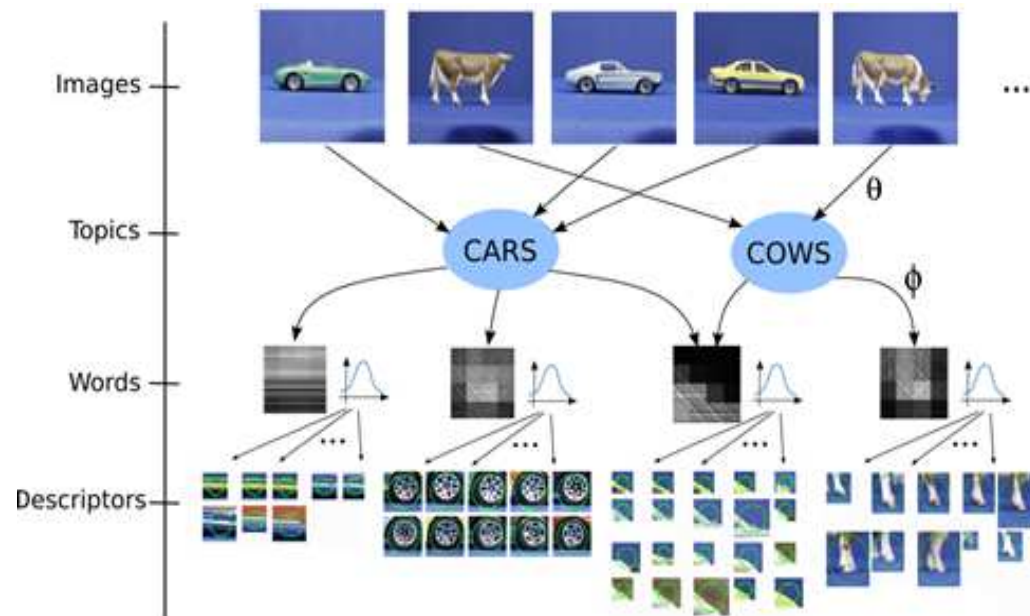 Images
...
θ
Topics
CARS
COWS
ϕ
Words
...
...
...
...
Descriptors